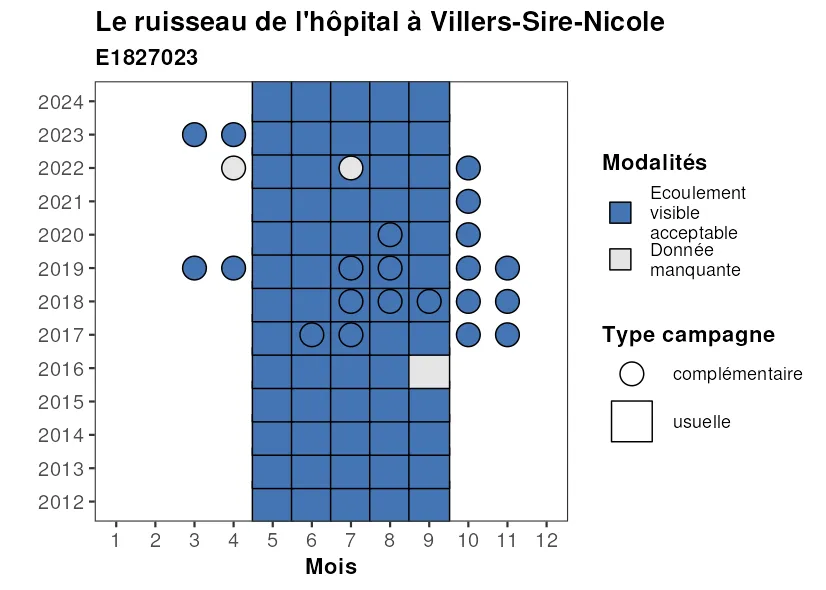 Le ruisseau de l'hôpital à Villers-Sire-Nicole
E1827023
2024
2023
2022
2021
2020
2019
2018
2017
2016
2015
2014
2013
2012
1 2 3 4 5 6 7 8 9 10 11 12
Mois
Modalités
Ecoulement
visible
acceptable
Donnée
manquante
Type campagne
complémentaire
usuelle